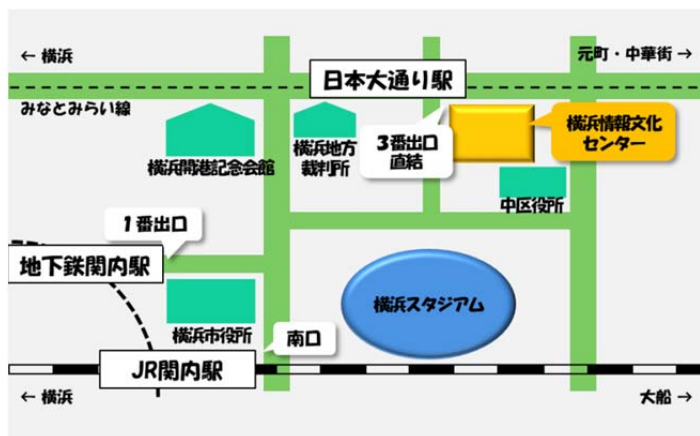 ← 横浜
元町・中華街 →
日本大通り駅
みなとみらい線
横浜開港記念会館
横浜地方
裁判所
3番出口
直結
横浜情報文化
センター
中区役所
1番出口
地下鉄関内駅
横浜市役所
横浜スタジアム
南口
JR関内駅
← 横浜
大船 →